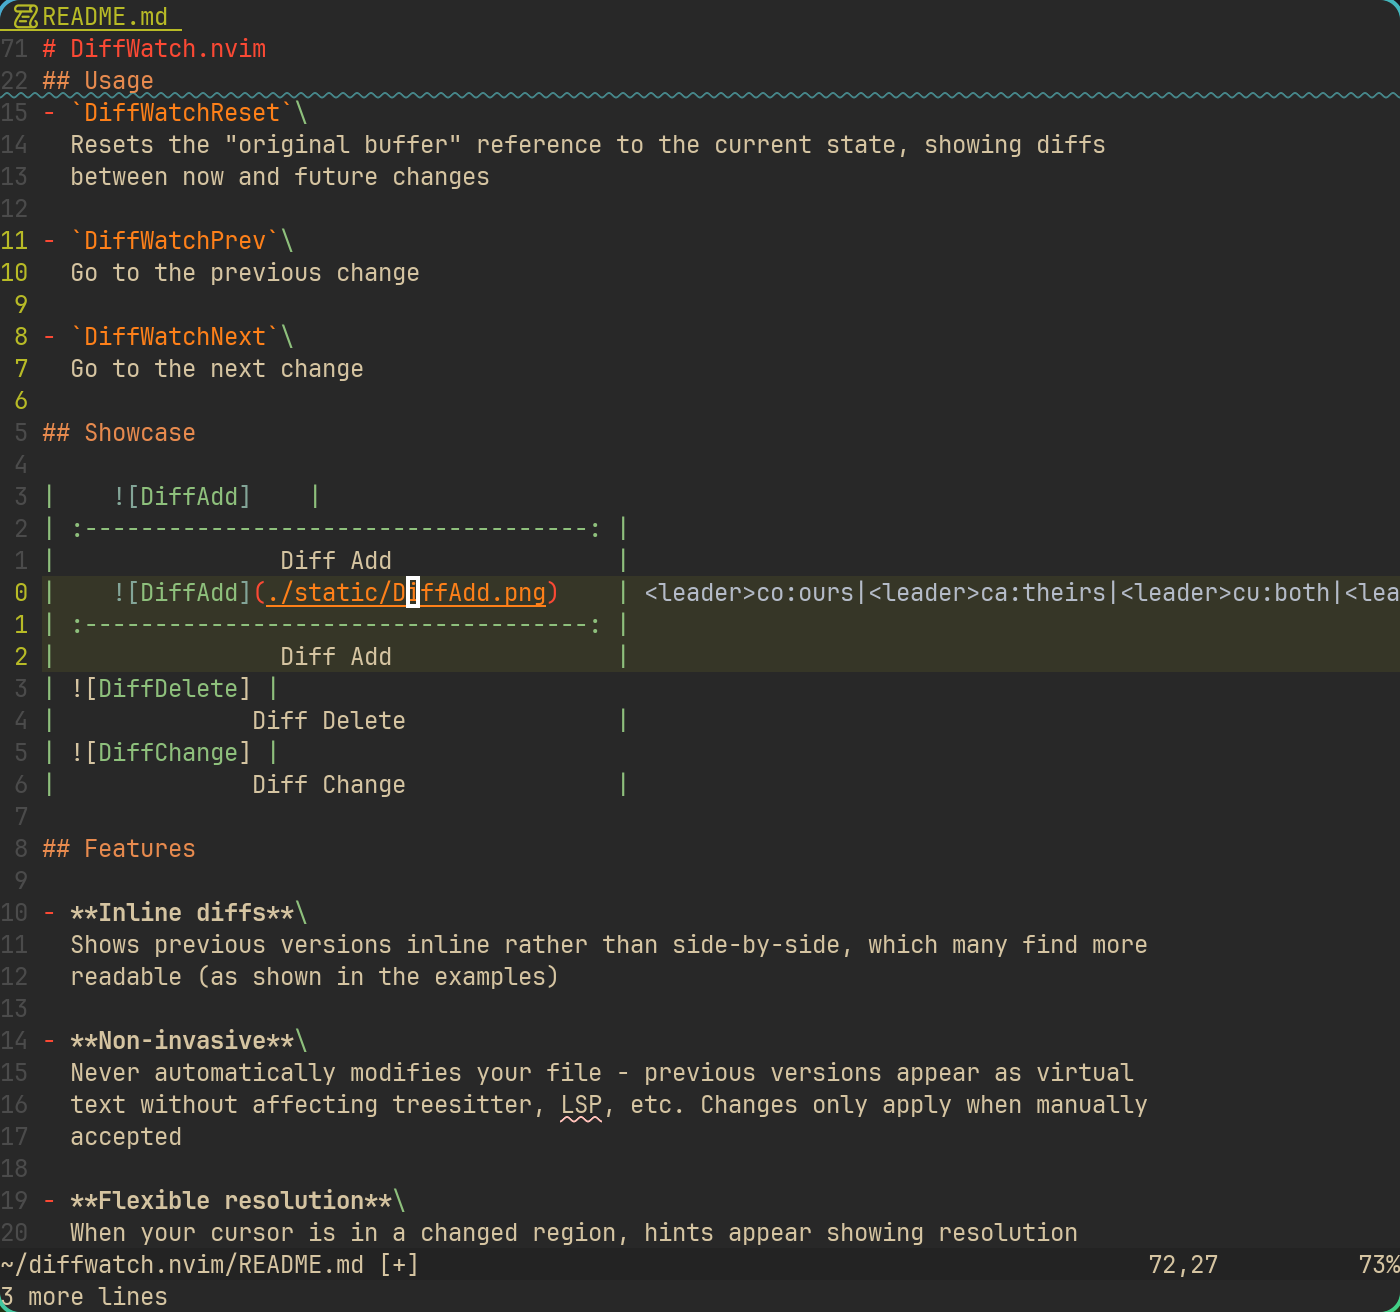 README.md
71 # DiffWatch.nvim
22 ## Usage
15 - `DiffWatchReset`\
14   Resets the "original buffer" reference to the current state, showing diffs
13   between now and future changes
12
11 - `DiffWatchPrev`\
10   Go to the previous change
 9
 8 - `DiffWatchNext`\
 7   Go to the next change
 6
 5 ## Showcase
 4
 3 |    ![DiffAdd]    |
 2 | :------------------------------------: |
 1 |                Diff Add                |
 0 |    ![DiffAdd](./static/DiffAdd.png)    | <leader>co:ours|<leader>ca:theirs|<leader>cu:both|<lea
 1 | :------------------------------------: |
 2 |                Diff Add                |
 3 | ![DiffDelete] |
 4 |              Diff Delete               |
 5 | ![DiffChange] |
 6 |              Diff Change               |
 7
 8 ## Features
 9
10 - **Inline diffs**\
11   Shows previous versions inline rather than side-by-side, which many find more
12   readable (as shown in the examples)
13
14 - **Non-invasive**\
15   Never automatically modifies your file - previous versions appear as virtual
16   text without affecting treesitter, LSP, etc. Changes only apply when manually
17   accepted
18
19 - **Flexible resolution**\
20   When your cursor is in a changed region, hints appear showing resolution
~/diffwatch.nvim/README.md [+] 72,27 73%
3 more lines